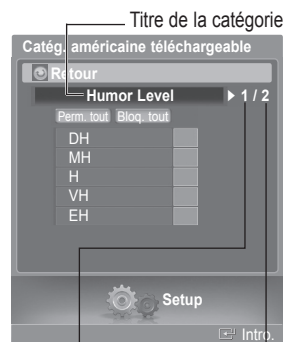 Titre de la catégorie
Catég. américaine téléchargeable
Retour
Humor Level
1 / 2
Perm. tout Bloq. tout
DH
MH
H
VH
EH
Setup
Intro.